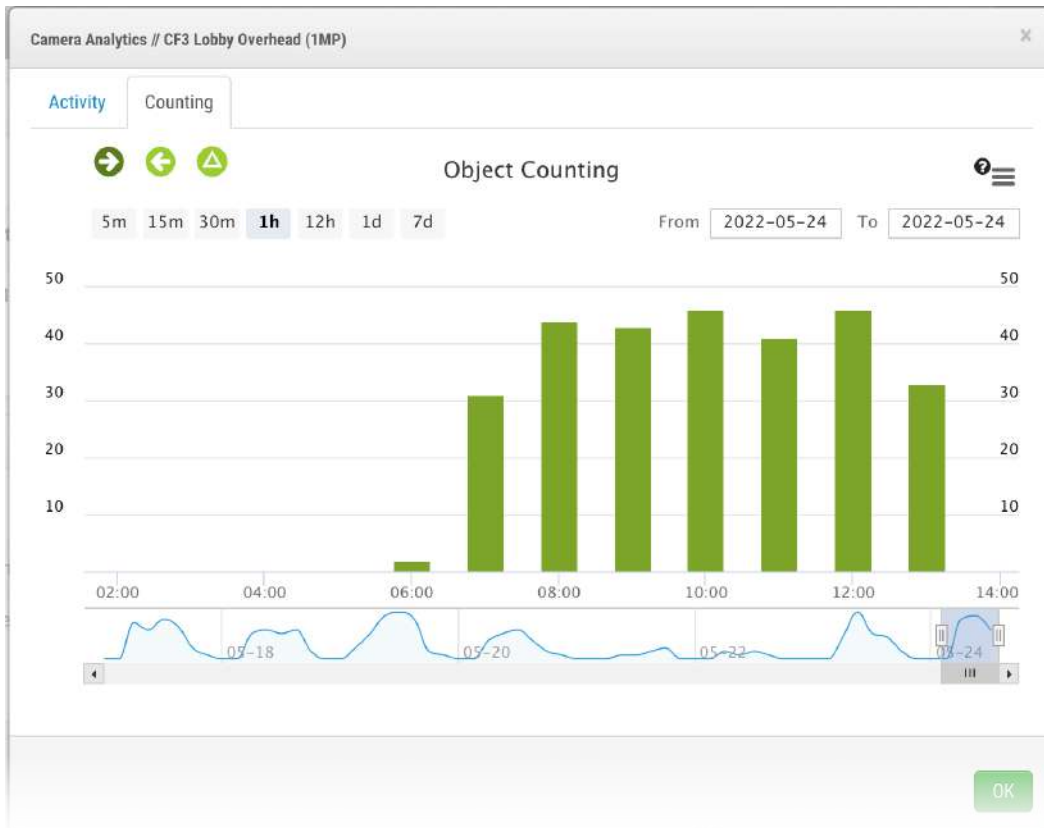 Camera Analytics // CF3 Lobby Overhead (1MP)
Activity Counting
Object Counting
5m 15m 30m 1h 12h 1d 7d From 2022-05-24 To 2022-05-24
50 50
40 40
30 30
20 20
10 10
02:00 04:00 06:00 08:00 10:00 12:00 14:00
05-18 05-20 05-22 05-24
OK